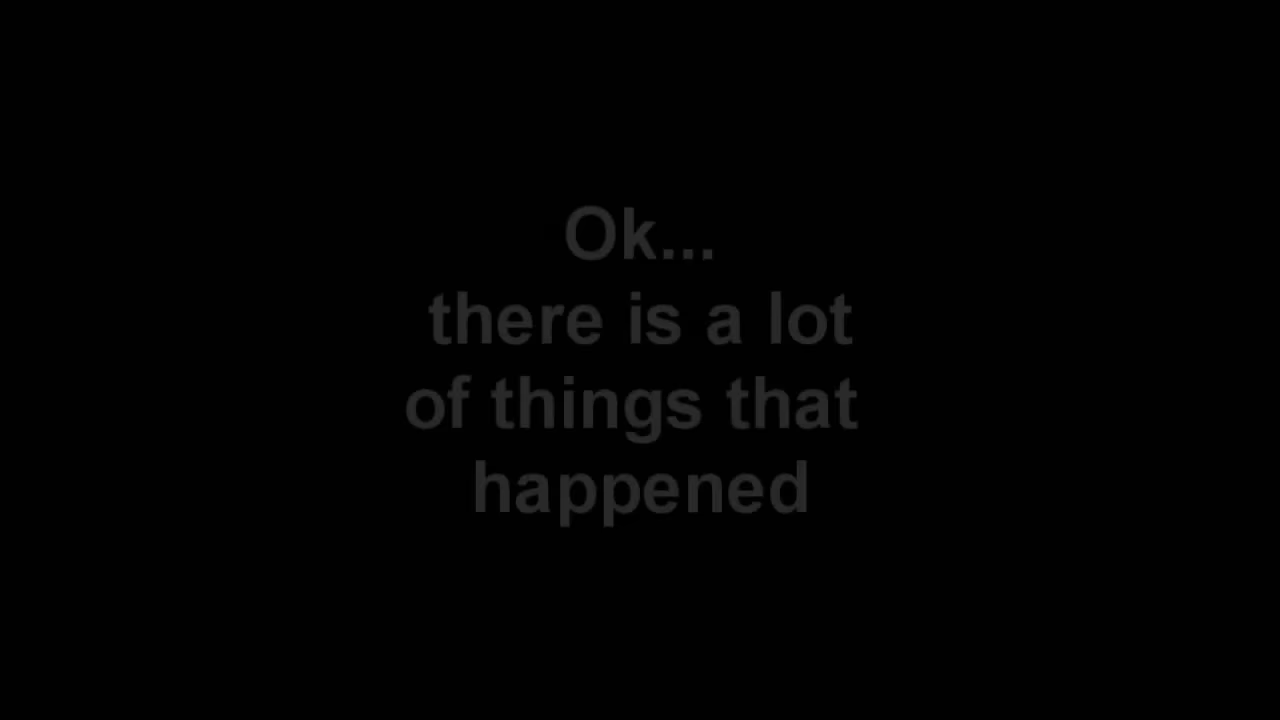 Ok...
there is a lot
of things that
happened